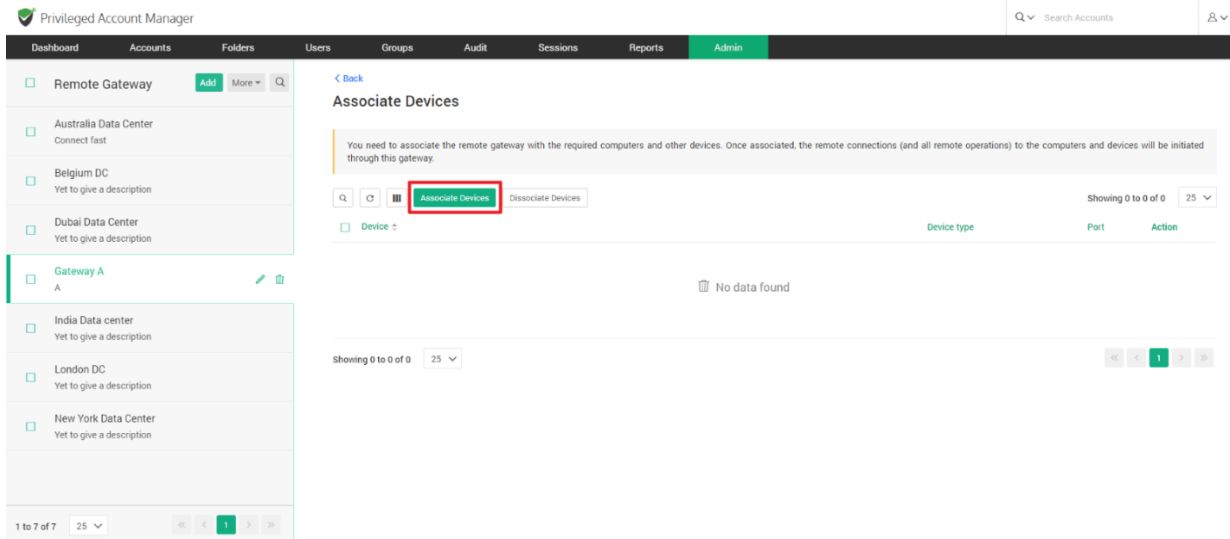 Privileged Account Manager
Search Accounts
Dashboard Accounts Folders Users Groups Audit Sessions Reports Admin
Remote Gateway Add More
Australia Data Center
Connect fast
Belgium DC
Yet to give a description
Dubai Data Center
Yet to give a description
Gateway A
A
India Data center
Yet to give a description
London DC
Yet to give a description
New York Data Center
Yet to give a description
1 to 7 of 7 25 « < 1 > »
< Back
Associate Devices
You need to associate the remote gateway with the required computers and other devices. Once associated, the remote connections (and all remote operations) to the computers and devices will be initiated
through this gateway.
Associate Devices Dissociate Devices Showing 0 to 0 of 0 25
Device Device type Port Action
No data found
Showing 0 to 0 of 0 25 « < 1 > »